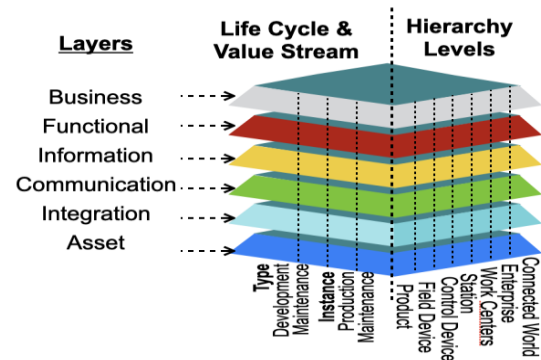 Layers
Life Cycle &
Value Stream
Hierarchy
Levels
Business
Functional
Information
Communication
Integration
Asset
Type
Development
Maintenance
Instance
Production
Maintenance
Product
Field Device
Control Device
Station
Work Centers
Enterprise
Connected World